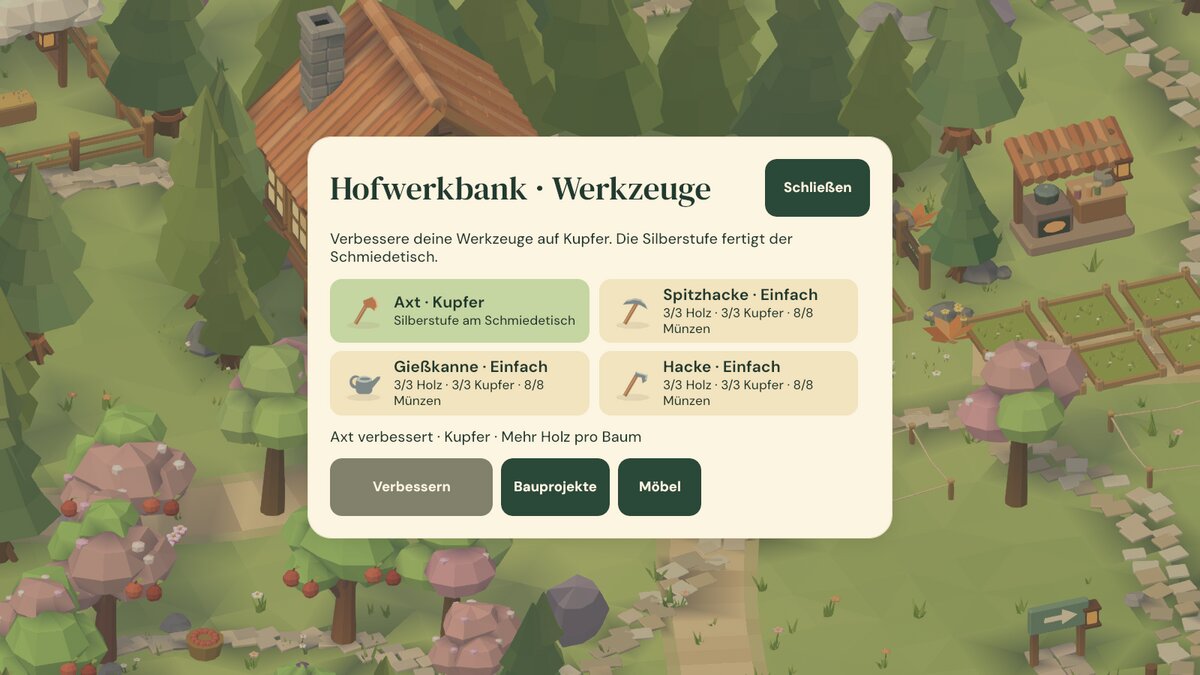 Hofwerkbank · Werkzeuge
Schließen
Verbessere deine Werkzeuge auf Kupfer. Die Silberstufe fertigt der
Schmiedetisch.
Axt · Kupfer
Silberstufe am Schmiedetisch
Spitzhacke · Einfach
3/3 Holz · 3/3 Kupfer · 8/8
Münzen
Gießkanne · Einfach
3/3 Holz · 3/3 Kupfer · 8/8
Münzen
Hacke · Einfach
3/3 Holz · 3/3 Kupfer · 8/8
Münzen
Axt verbessert · Kupfer · Mehr Holz pro Baum
Verbessern
Bauprojekte
Möbel